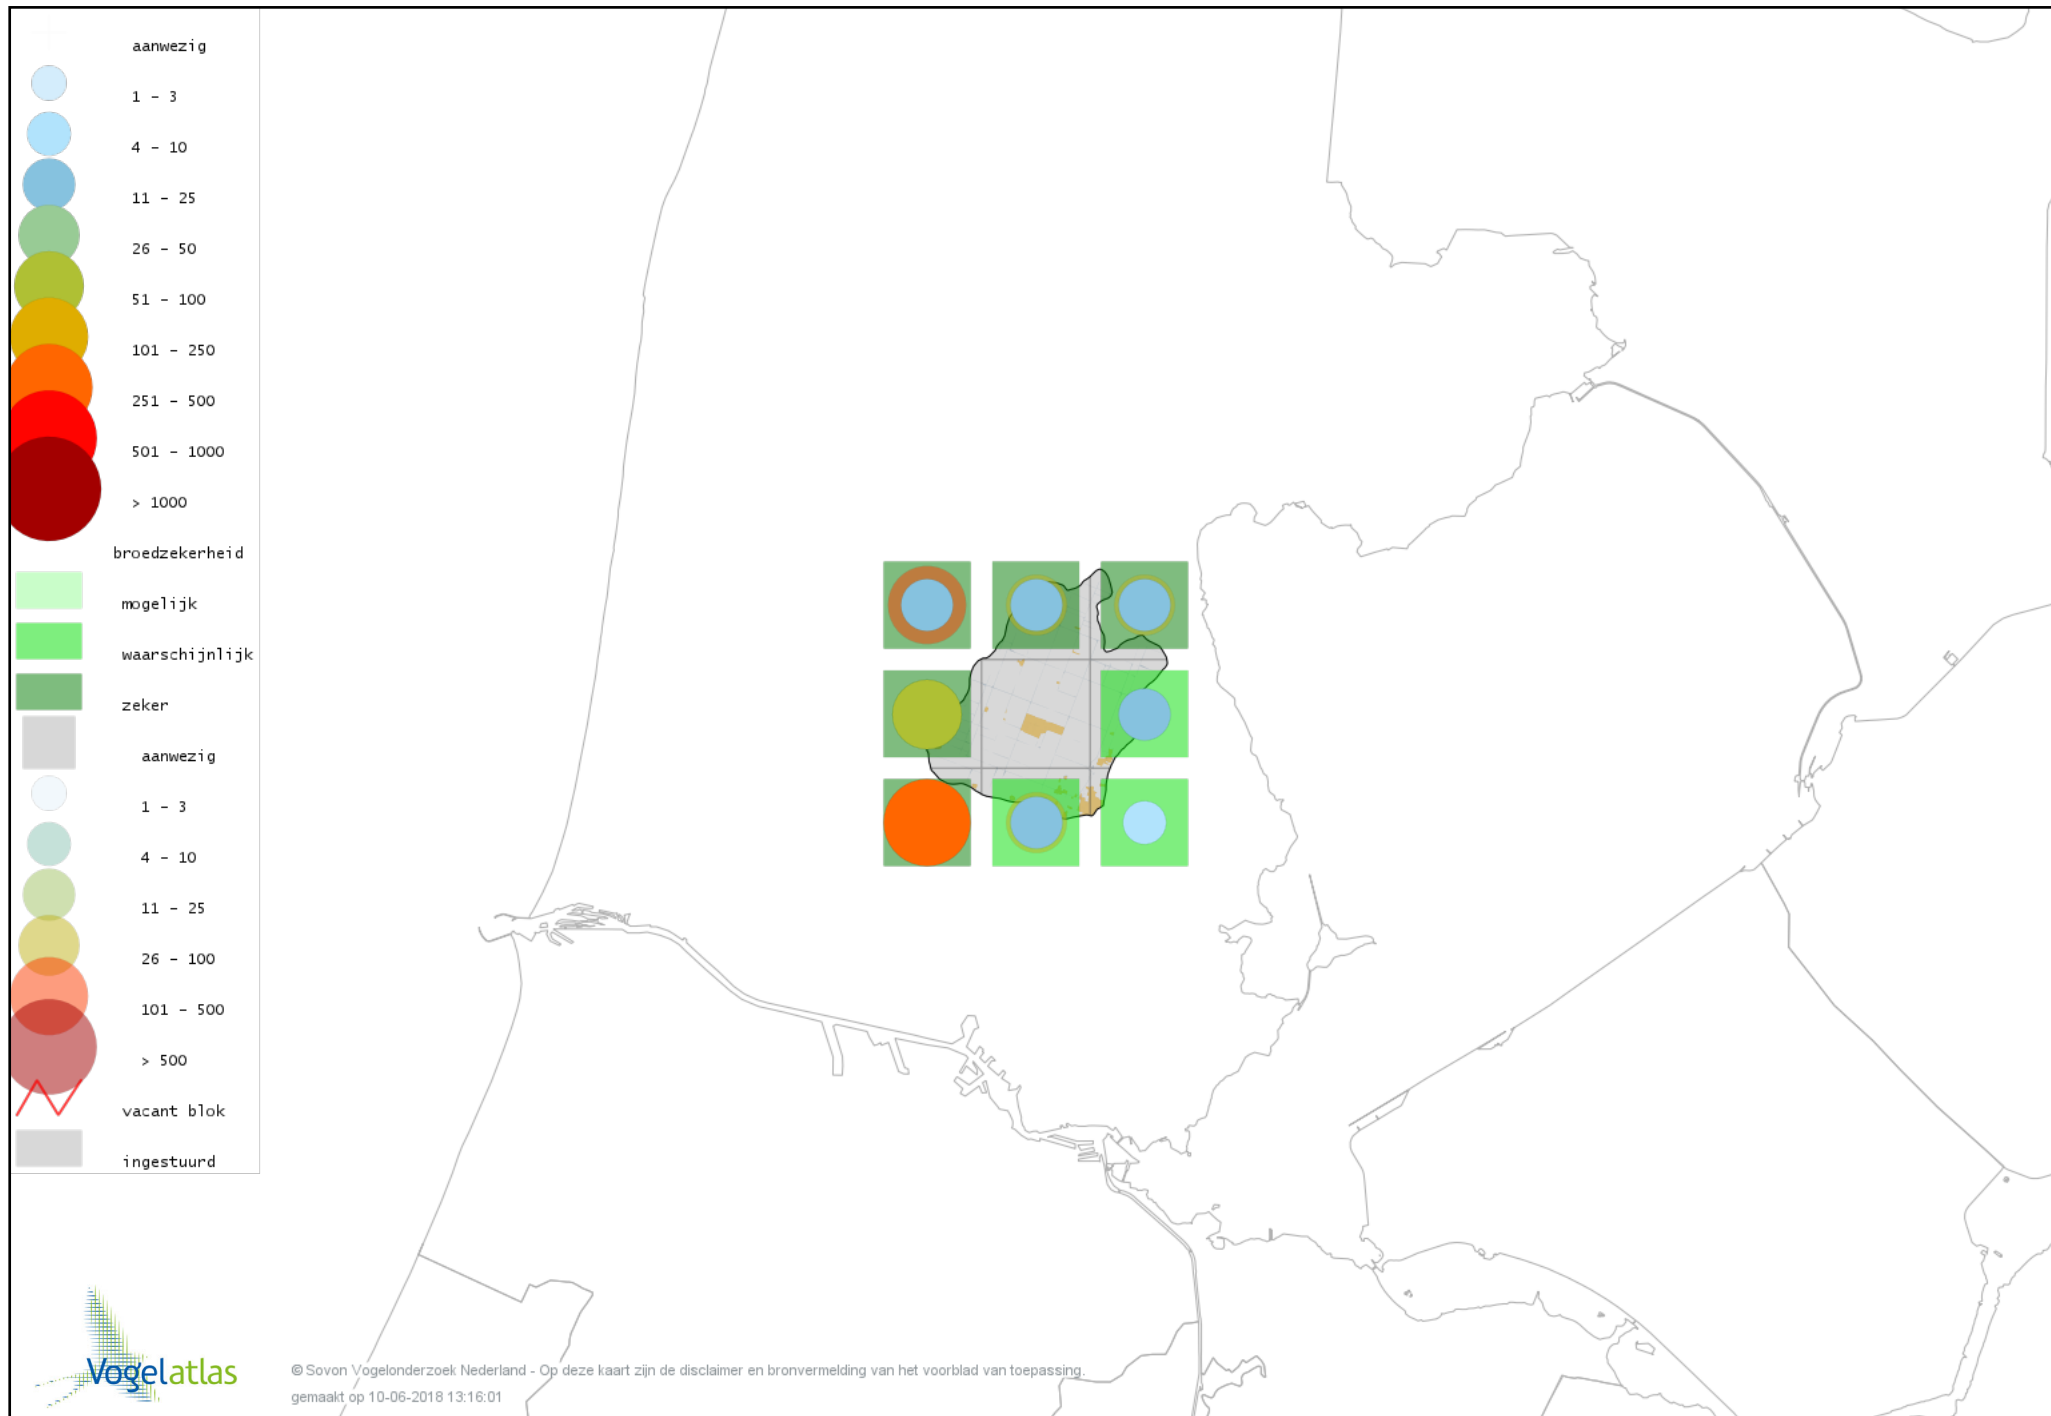 aanwezig
1 - 3
4 - 10
11 - 25
26 - 50
51 - 100
101 - 250
251 - 500
501 - 1000
> 1000
broedzekerheid
mogelijk
waarschijnlijk
zeker
aanwezig
1 - 3
4 - 10
11 - 25
26 - 100
101 - 500
> 500
vacant blok
ingestuurd
Vogelatlas
© Sovon Vogelonderzoek Nederland - Op deze kaart zijn de disclaimer en bronvermelding van het voorblad van toepassing.
gemaakt op 10-06-2018 13:16:01